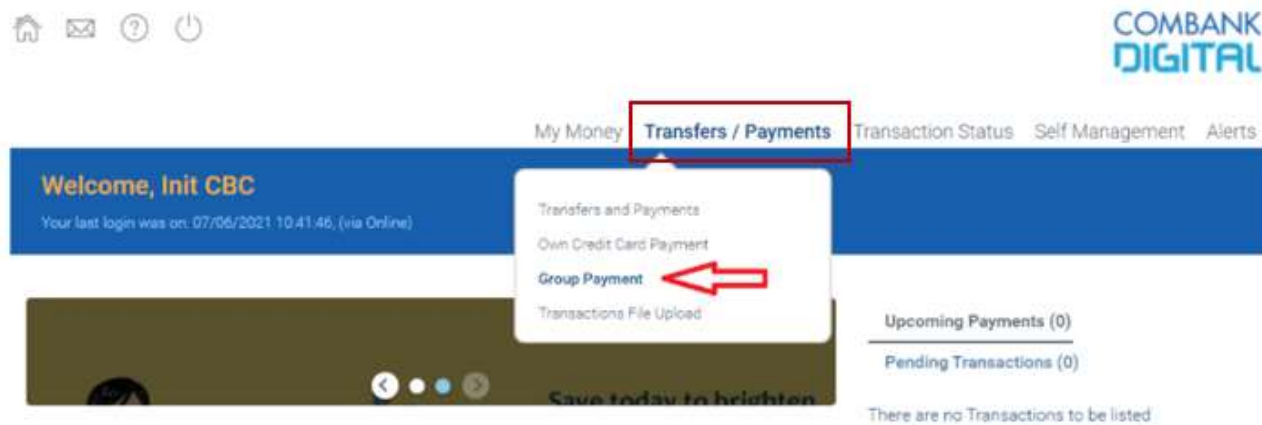 COMBANK
DIGITAL
My Money Transfers / Payments Transaction Status Self Management Alerts
Welcome, Init CBC
Your last login was on: 07/06/2021 10:41:46, (via Online)
Transfers and Payments
Own Credit Card Payment
Group Payment
Transactions File Upload
Upcoming Payments (0)
Pending Transactions (0)
Save today to brighten
There are no Transactions to be listed